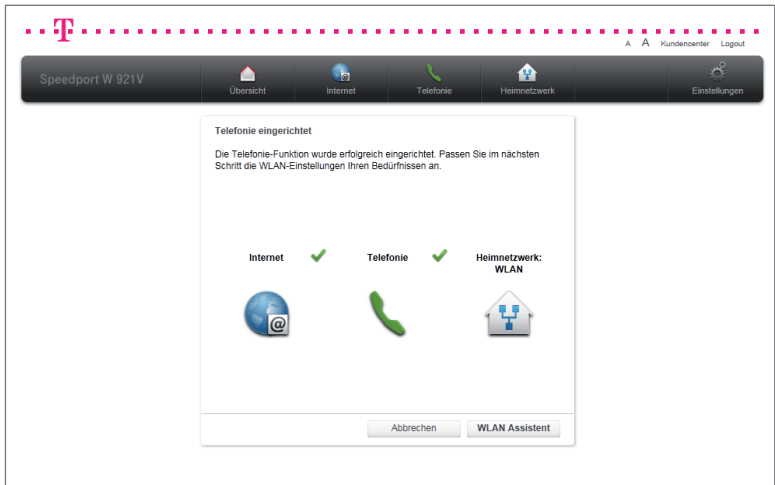 T
A A Kundencenter Logout
Speedport W 921V
Übersicht Internet Telefonie Heimnetzwerk Einstellungen
Telefonie eingerichtet
Die Telefonie-Funktion wurde erfolgreich eingerichtet. Passen Sie im nächsten
Schritt die WLAN-Einstellungen Ihren Bedürfnissen an.
Internet Telefonie Heimnetzwerk:
WLAN
@
Abbrechen WLAN Assistent